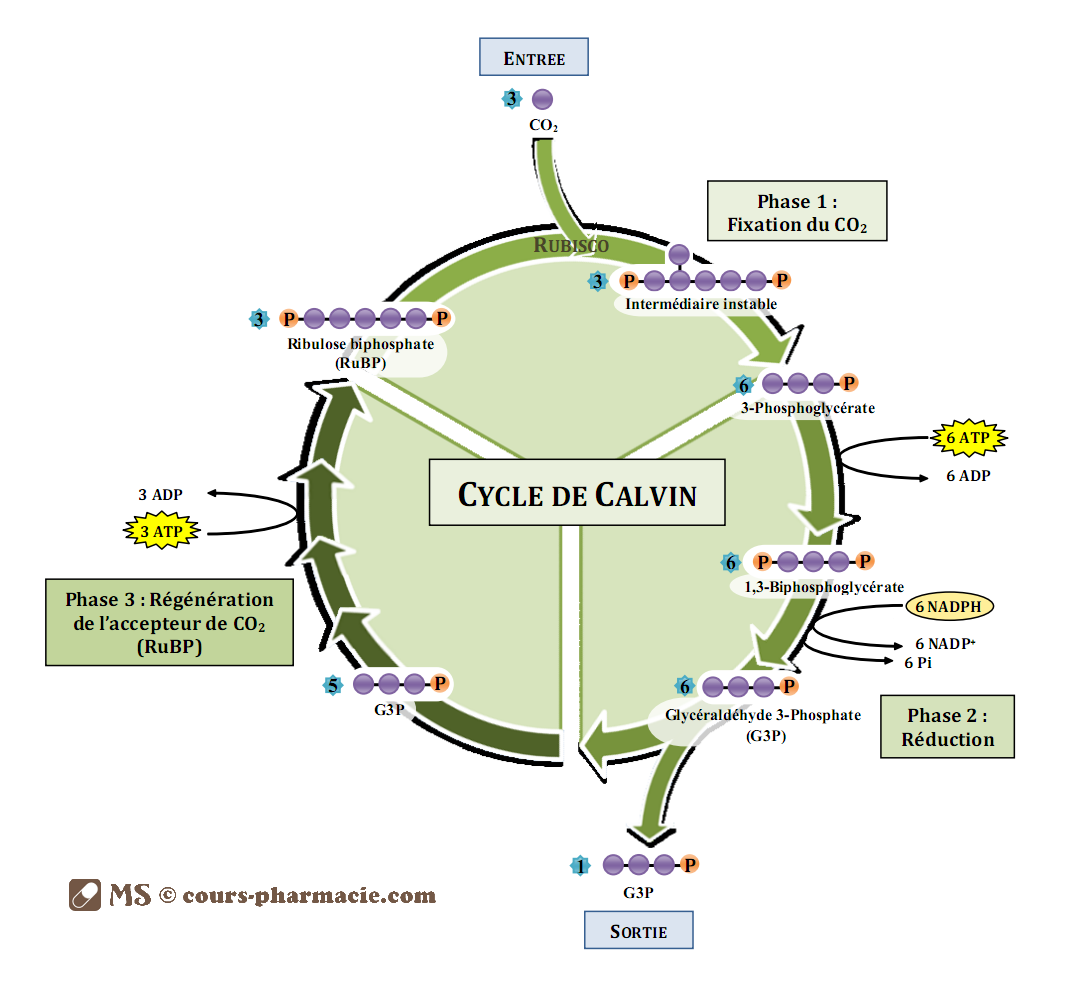 ENTREE
3
CO₂
Phase 1 :
Fixation du CO₂
RUBISCO
3 P P
Intermédiaire instable
3 P P
Ribulose biphosphate
(RuBP)
6 P
3-Phosphoglycérate
6 ATP
6 ADP
CYCLE DE CALVIN
3 ADP
3 ATP
6 P P
1,3-Biphosphoglycérate
6 NADPH
6 NADP⁺
6 Pi
Phase 3 : Régénération
de l’accepteur de CO₂
(RuBP)
5 P
G3P
6 P
Glycéraldéhyde 3-Phosphate
(G3P)
Phase 2 :
Réduction
1 P
G3P
SORTIE
MS © cours-pharmacie.com